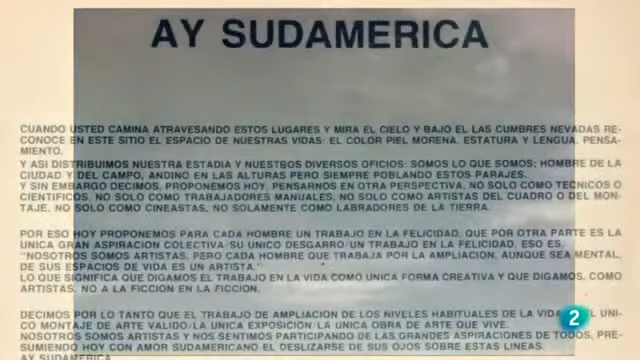 AY SUDAMERICA
CUANDO USTED CAMINA ATRAVESANDO ESTOS LUGARES Y MIRA EL CIELO Y BAJO EL LAS CUMBRES NEVADAS RE-
CONOCE EN ESTE SITIO EL ESPACIO DE NUESTRAS VIDAS: EL COLOR PIEL MORENA. ESTATURA Y LENGUA. PENSA-
MIENTO.
Y ASI DISTRIBUIMOS NUESTRA ESTADIA Y NUESTROS DIVERSOS OFICIOS: SOMOS LO QUE SOMOS; HOMBRE DE LA
CIUDAD Y DEL CAMPO, ANDINO EN LAS ALTURAS PERO SIEMPRE POBLANDO ESTOS PARAJES.
Y SIN EMBARGO DECIMOS, PROPONEMOS HOY, PENSARNOS EN OTRA PERSPECTIVA, NO SOLO COMO TECNICOS O
CIENTIFICOS, NO SOLO COMO TRABAJADORES MANUALES, NO SOLO COMO ARTISTAS DEL CUADRO O DEL MON-
TAJE, NO SOLO COMO CINEASTAS, NO SOLAMENTE COMO LABRADORES DE LA TIERRA.
POR ESO HOY PROPONEMOS PARA CADA HOMBRE UN TRABAJO EN LA FELICIDAD, QUE POR OTRA PARTE ES LA
UNICA GRAN ASPIRACION COLECTIVA/SU UNICO DESGARRO/UN TRABAJO EN LA FELICIDAD, ESO ES.
"NOSOTROS SOMOS ARTISTAS, PERO CADA HOMBRE QUE TRABAJA POR LA AMPLIACION, AUNQUE SEA MENTAL,
DE SUS ESPACIOS DE VIDA ES UN ARTISTA."
LO QUE SIGNIFICA QUE DIGAMOS EL TRABAJO EN LA VIDA COMO UNICA FORMA CREATIVA Y QUE DIGAMOS, COMO
ARTISTAS, NO A LA FICCION EN LA FICCION.
DECIMOS POR LO TANTO QUE EL TRABAJO DE AMPLIACION DE LOS NIVELES HABITUALES DE LA VIDA EL UNI-
CO MONTAJE DE ARTE VALIDO/LA UNICA EXPOSICION/LA UNICA OBRA DE ARTE QUE VIVE.
NOSOTROS SOMOS ARTISTAS Y NOS SENTIMOS PARTICIPANDO DE LAS GRANDES ASPIRACIONES DE TODOS, PRE-
SUMIENDO HOY CON AMOR SUDAMERICANO EL DESLIZARSE DE SUS OJOS SOBRE ESTAS LINEAS.
AY SUDAMERICA
2